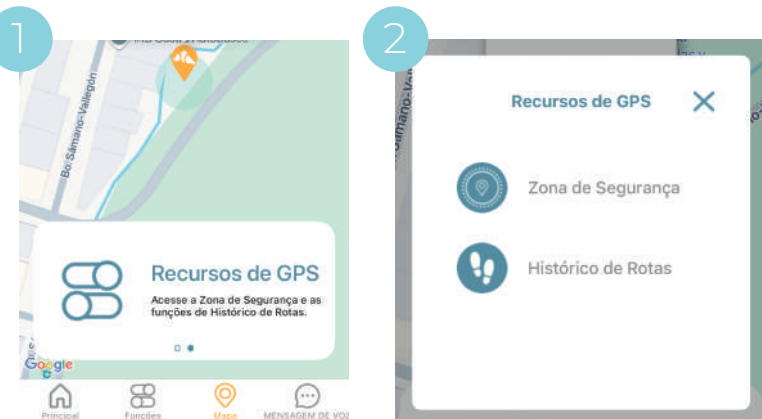 1
Bo. Sámano-Vallegón
Recursos de GPS
Acesse a Zona de Segurança e as
funções de Histórico de Rotas.
Google
Principal
Funções
Mapa
MENSAGEM DE VOZ
2
Recursos de GPS
Zona de Segurança
Histórico de Rotas